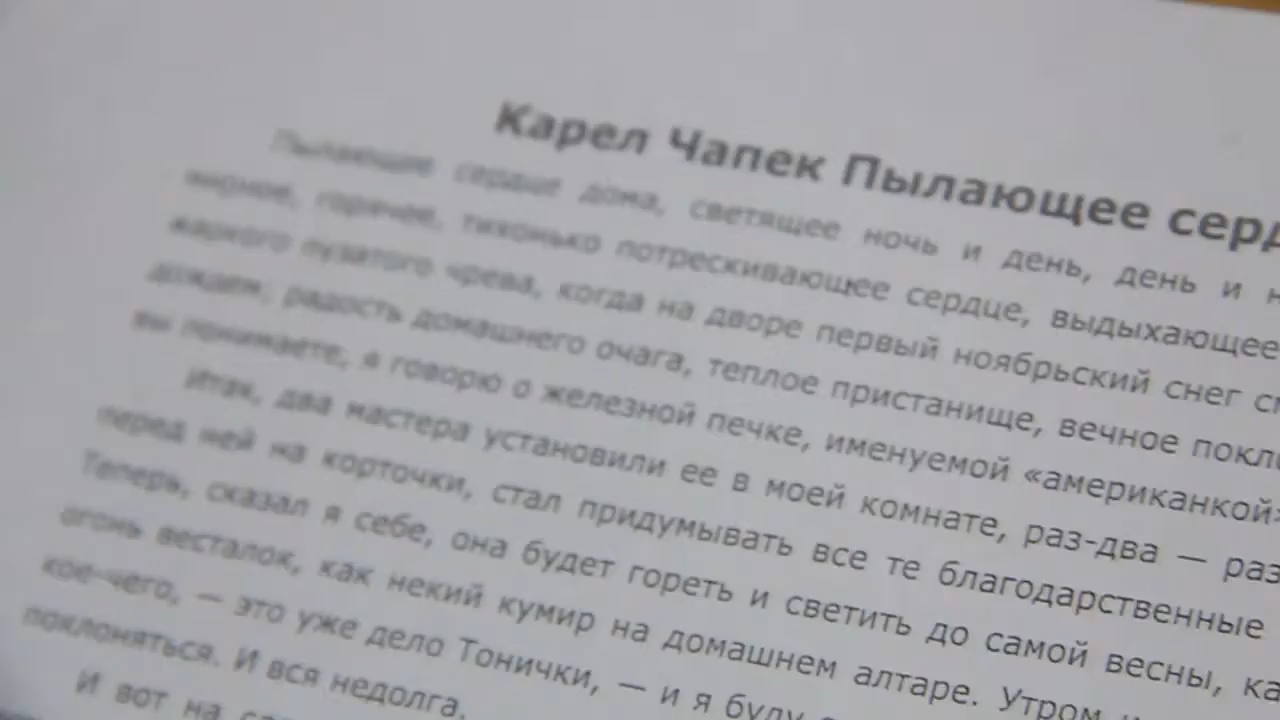 Карел Чапек Пылающее серд
Пылающее сердце дома, светящее ночь и день, день и н
мирное, горячее, тихонько потрескивающее сердце, выдыхающее
жаркого пузатого чрева, когда на дворе первый ноябрьский снег с
дождем; радость домашнего очага, теплое пристанище, вечное покл
вы понимаете, я говорю о железной печке, именуемой «американкой»
Итак, два мастера установили ее в моей комнате, раз-два — раз
перед ней на корточки, стал придумывать все те благодарственные
Теперь, сказал я себе, она будет гореть и светить до самой весны, ка
огонь весталок, как некий кумир на домашнем алтаре. Утром
кое-чего, — это уже дело Тонички, — и я буду
поклоняться. И вся недолга.
И вот на